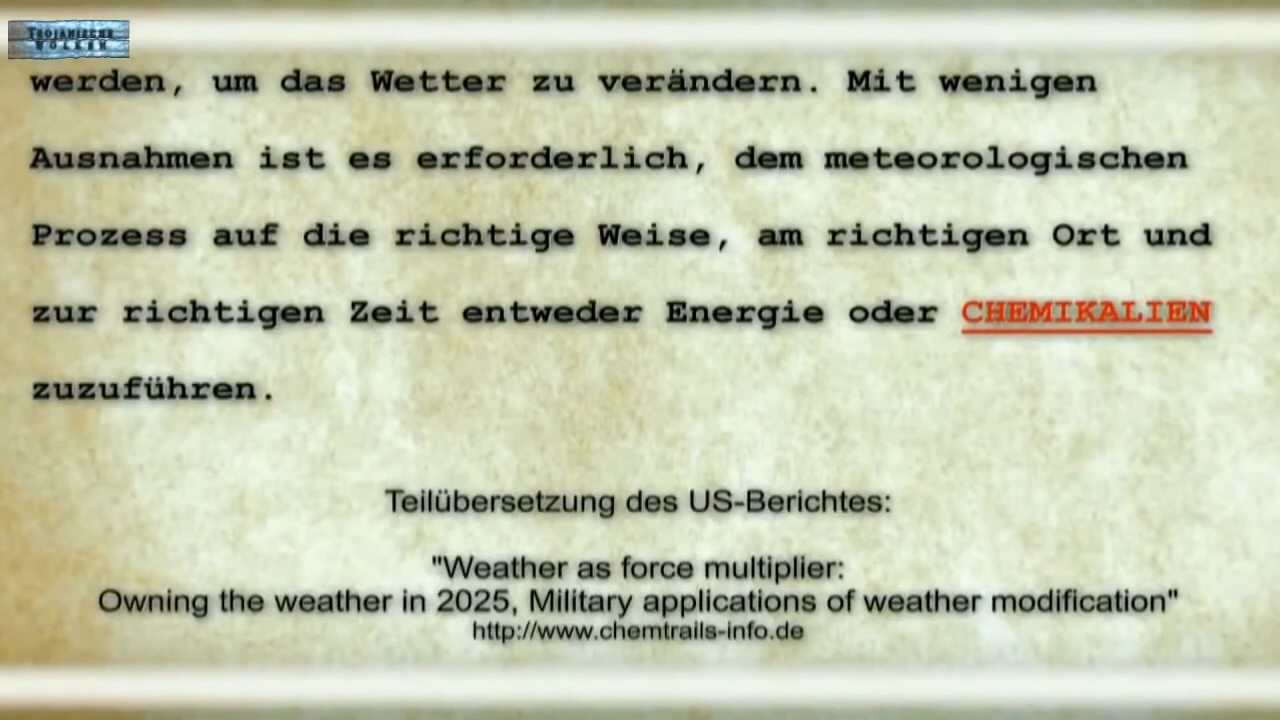 TROJANISCHE
WOLKEN
werden, um das Wetter zu verändern. Mit wenigen
Ausnahmen ist es erforderlich, dem meteorologischen
Prozess auf die richtige Weise, am richtigen Ort und
zur richtigen Zeit entweder Energie oder CHEMIKALIEN
zuzuführen.
Teilübersetzung des US-Berichtes:
"Weather as force multiplier:
Owning the weather in 2025, Military applications of weather modification"
http://www.chemtrails-info.de